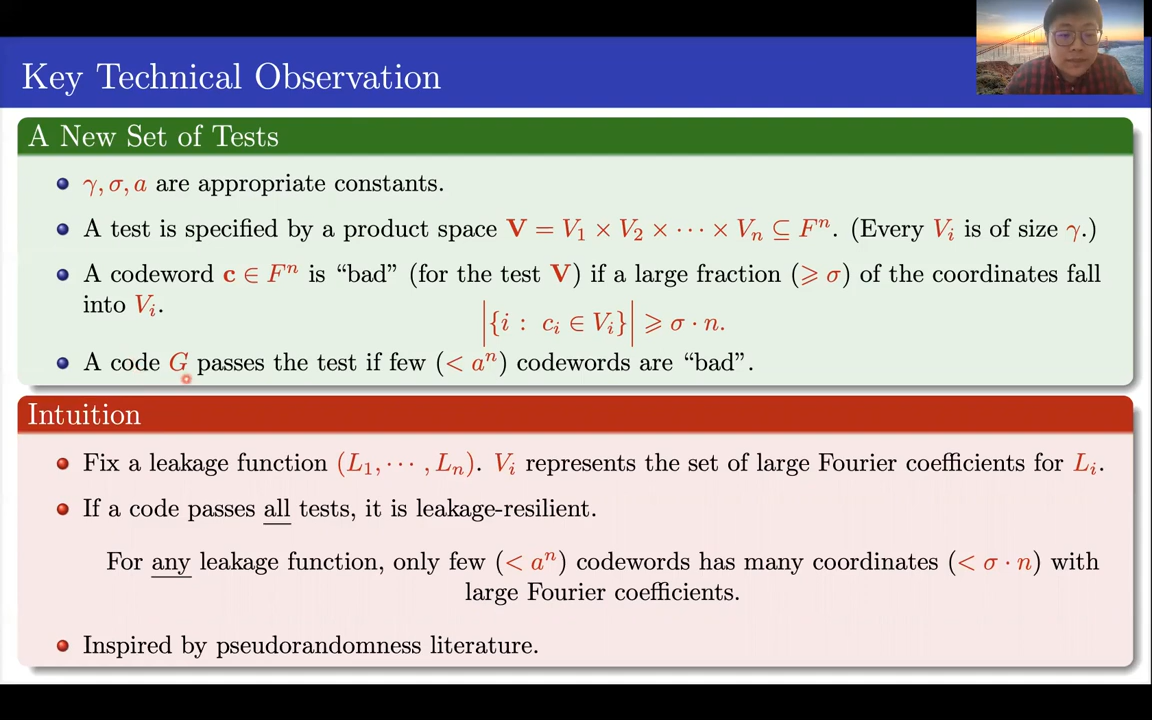 Key Technical Observation
A New Set of Tests
γ, σ, a are appropriate constants.
A test is specified by a product space V = V₁ × V₂ × ⋯ × Vₙ ⊆ Fⁿ. (Every Vᵢ is of size γ.)
A codeword c ∈ Fⁿ is “bad” (for the test V) if a large fraction (⩾ σ) of the coordinates fall
into Vᵢ.
|{i : cᵢ ∈ Vᵢ}| ⩾ σ · n.
A code G passes the test if few (< aⁿ) codewords are “bad”.
Intuition
Fix a leakage function (L₁, ⋯ , Lₙ). Vᵢ represents the set of large Fourier coefficients for Lᵢ.
If a code passes all tests, it is leakage-resilient.
For any leakage function, only few (< aⁿ) codewords has many coordinates (< σ · n) with
large Fourier coefficients.
Inspired by pseudorandomness literature.